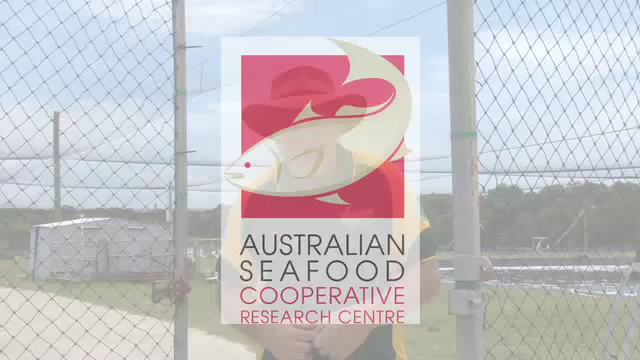 AUSTRALIAN
SEAFOOD
COOPERATIVE
RESEARCH CENTRE